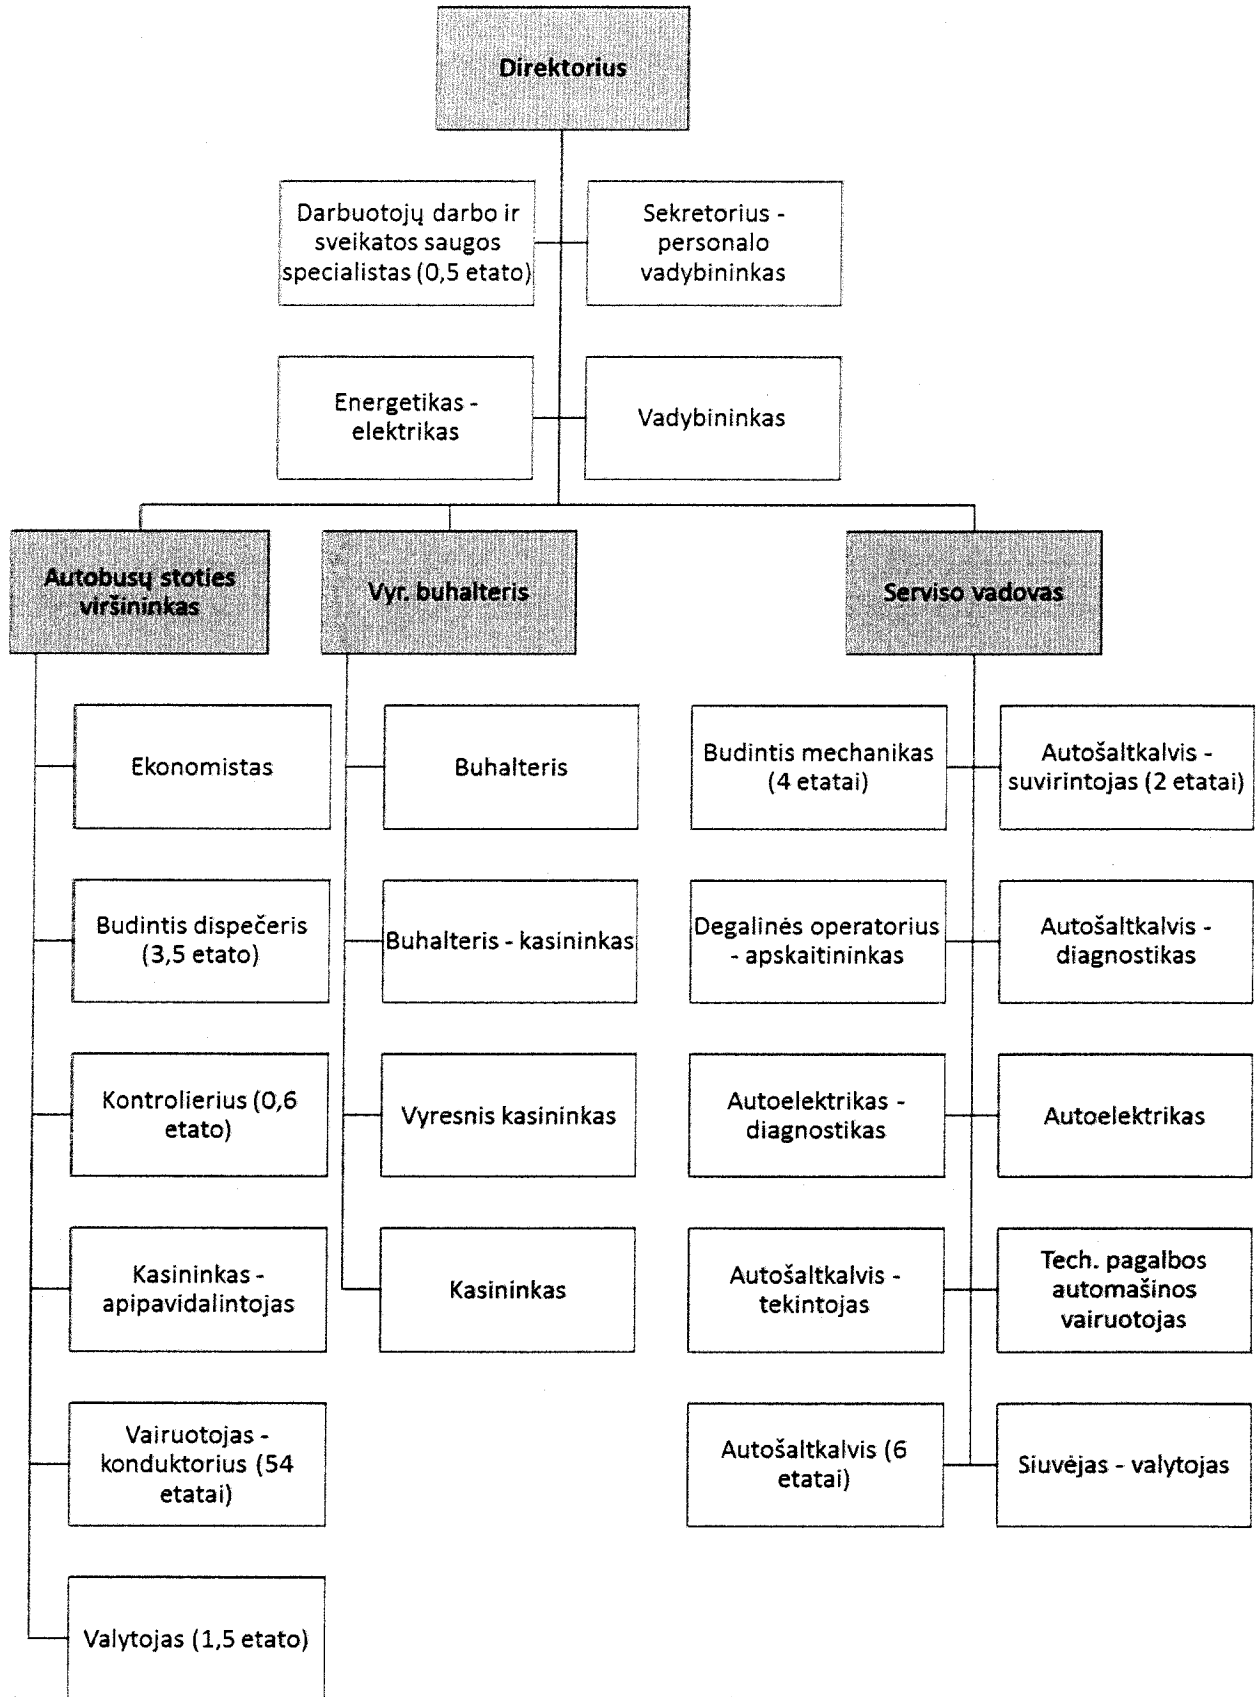 Direktorius
Darbuotojų darbo ir
sveikatos saugos
specialistas (0,5 etato)
Sekretorius -
personalo
vadybininkas
Energetikas -
elektrikas
Vadybininkas
Autobusų stoties
viršininkas
Vyr. buhalteris
Serviso vadovas
Ekonomistas
Budintis dispečeris
(3,5 etato)
Kontrolierius (0,6
etato)
Kasininkas -
apipavidalintojas
Vairuotojas -
konduktorius (54
etatai)
Valytojas (1,5 etato)
Buhalteris
Buhalteris - kasininkas
Vyresnis kasininkas
Kasininkas
Budintis mechanikas
(4 etatai)
Autošaltkalvis -
suvirintojas (2 etatai)
Degalinės operatorius
- apskaitininkas
Autošaltkalvis -
diagnostikas
Autoelektrikas -
diagnostikas
Autoelektrikas
Autošaltkalvis -
tekintojas
Tech. pagalbos
automašinos
vairuotojas
Autošaltkalvis (6
etatai)
Siuvėjas - valytojas